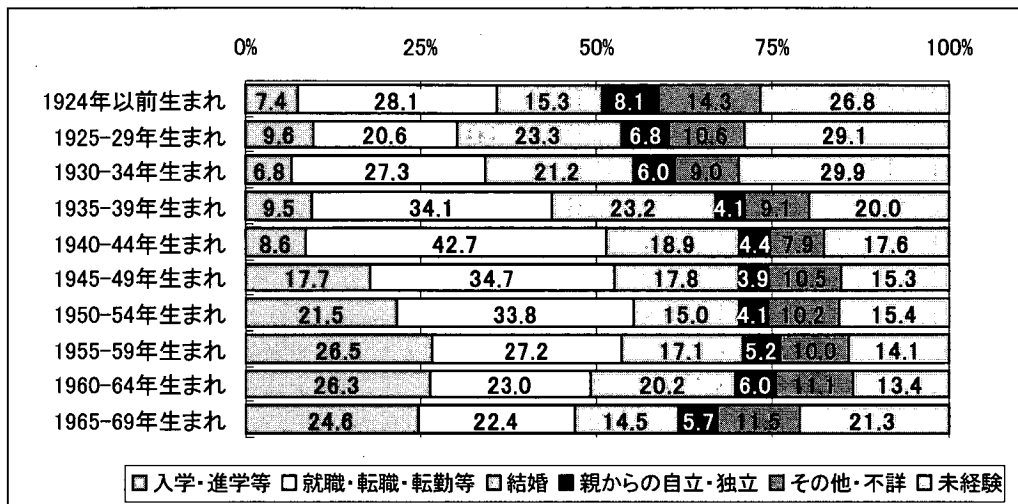 0% 25% 50% 75% 100%
1924年以前生まれ 7.4 28.1 15.3 8.1 14.3 26.8
1925-29年生まれ 9.6 20.6 23.3 6.8 10.6 29.1
1930-34年生まれ 6.8 27.3 21.2 6.0 9.0 29.9
1935-39年生まれ 9.5 34.1 23.2 4.1 9.1 20.0
1940-44年生まれ 8.6 42.7 18.9 4.4 7.9 17.6
1945-49年生まれ 17.7 34.7 17.8 3.9 10.5 15.3
1950-54年生まれ 21.5 33.8 15.0 4.1 10.2 15.4
1955-59年生まれ 26.5 27.2 17.1 5.2 10.0 14.1
1960-64年生まれ 26.3 23.0 20.2 6.0 11.1 13.4
1965-69年生まれ 24.6 22.4 14.5 5.7 11.5 21.3
入学・進学等 就職・転職・転勤等 結婚 親からの自立・独立 その他・不詳 未経験